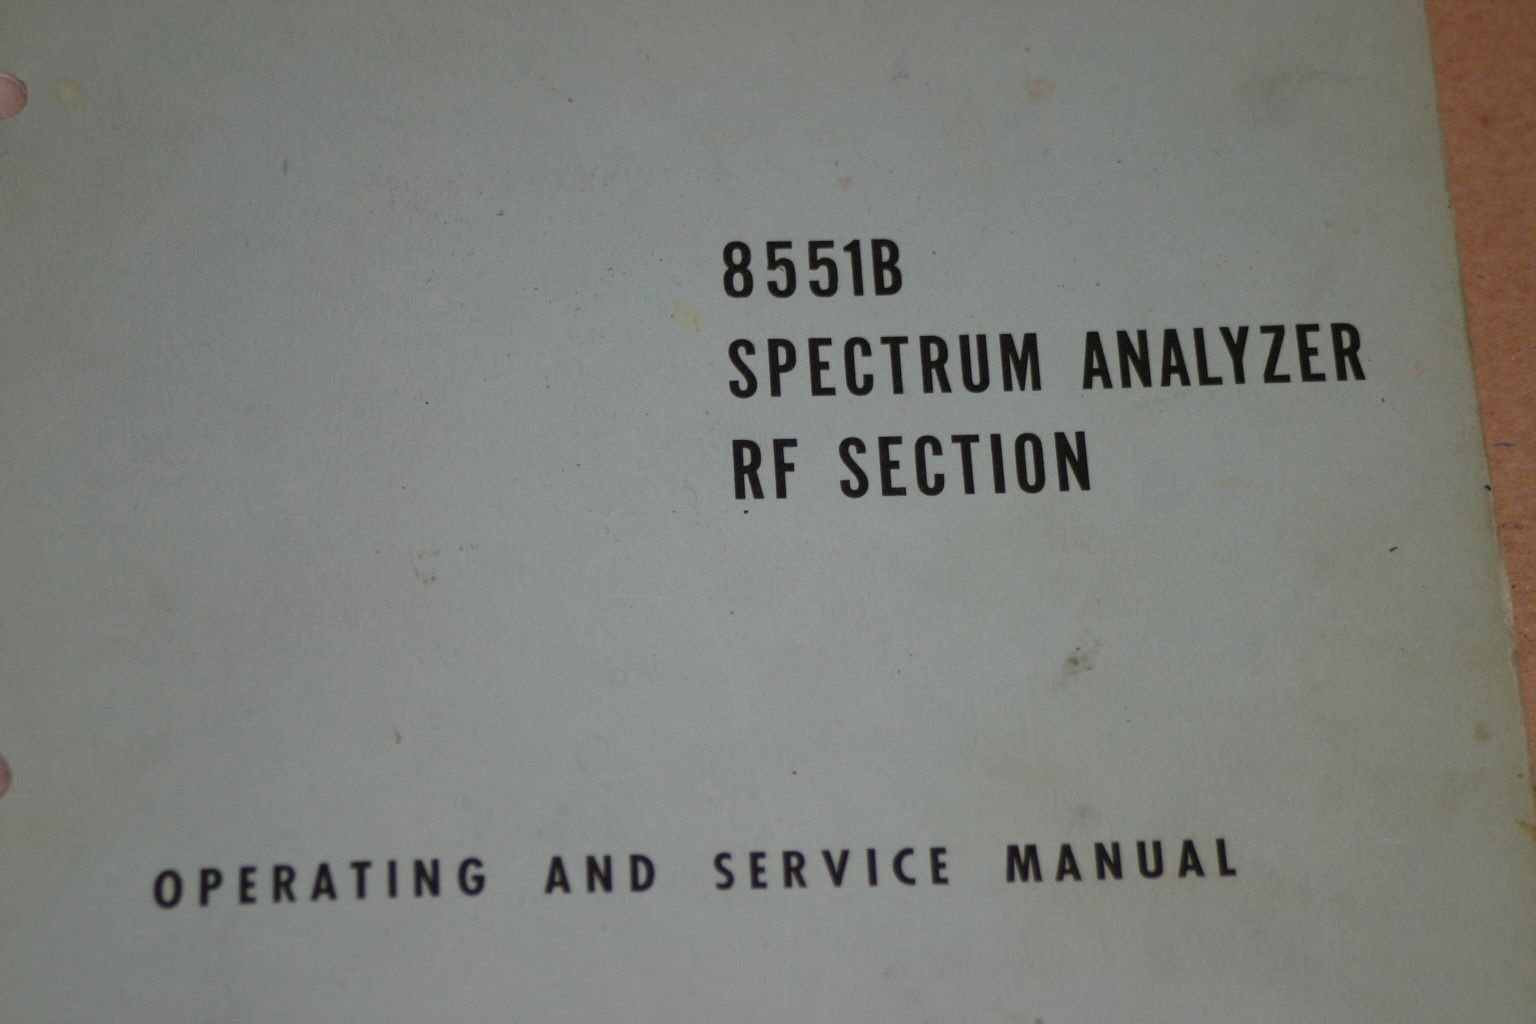 8551B
SPECTRUM ANALYZER
RF SECTION
OPERATING AND SERVICE MANUAL